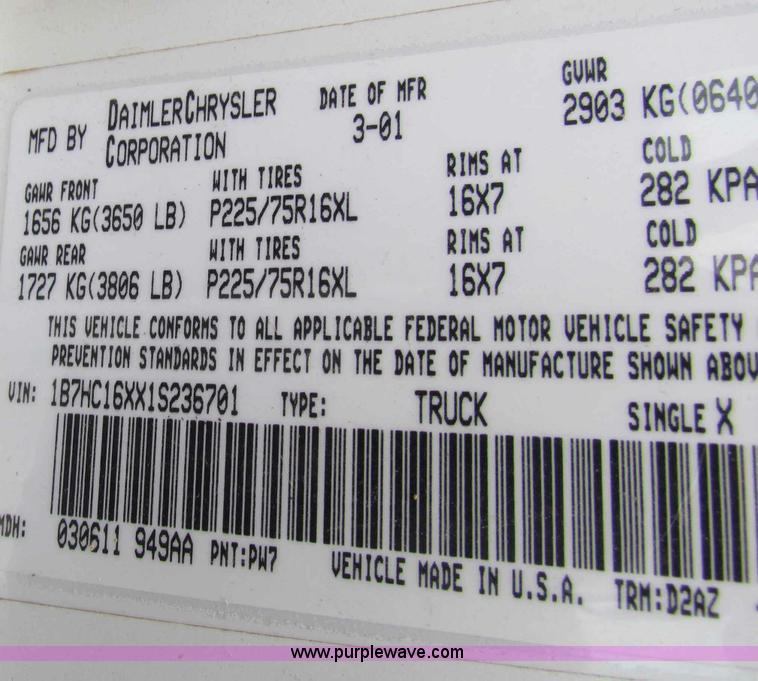 MFD BY DAIMLERCHRYSLER CORPORATION DATE OF MFR 3-01 GVWR 2903 KG(0640
GAWR FRONT WITH TIRES RIMS AT COLD
1656 KG(3650 LB) P225/75R16XL 16X7 282 KPA
GAWR REAR WITH TIRES RIMS AT COLD
1727 KG(3806 LB) P225/75R16XL 16X7 282 KPA
THIS VEHICLE CONFORMS TO ALL APPLICABLE FEDERAL MOTOR VEHICLE SAFETY
PREVENTION STANDARDS IN EFFECT ON THE DATE OF MANUFACTURE SHOWN ABOV
VIN: 1B7HC16XX1S236701 TYPE: TRUCK SINGLE X
MDH: 030611 949AA PNT:PW7 VEHICLE MADE IN U.S.A. TRM:D2AZ
www.purplewave.com